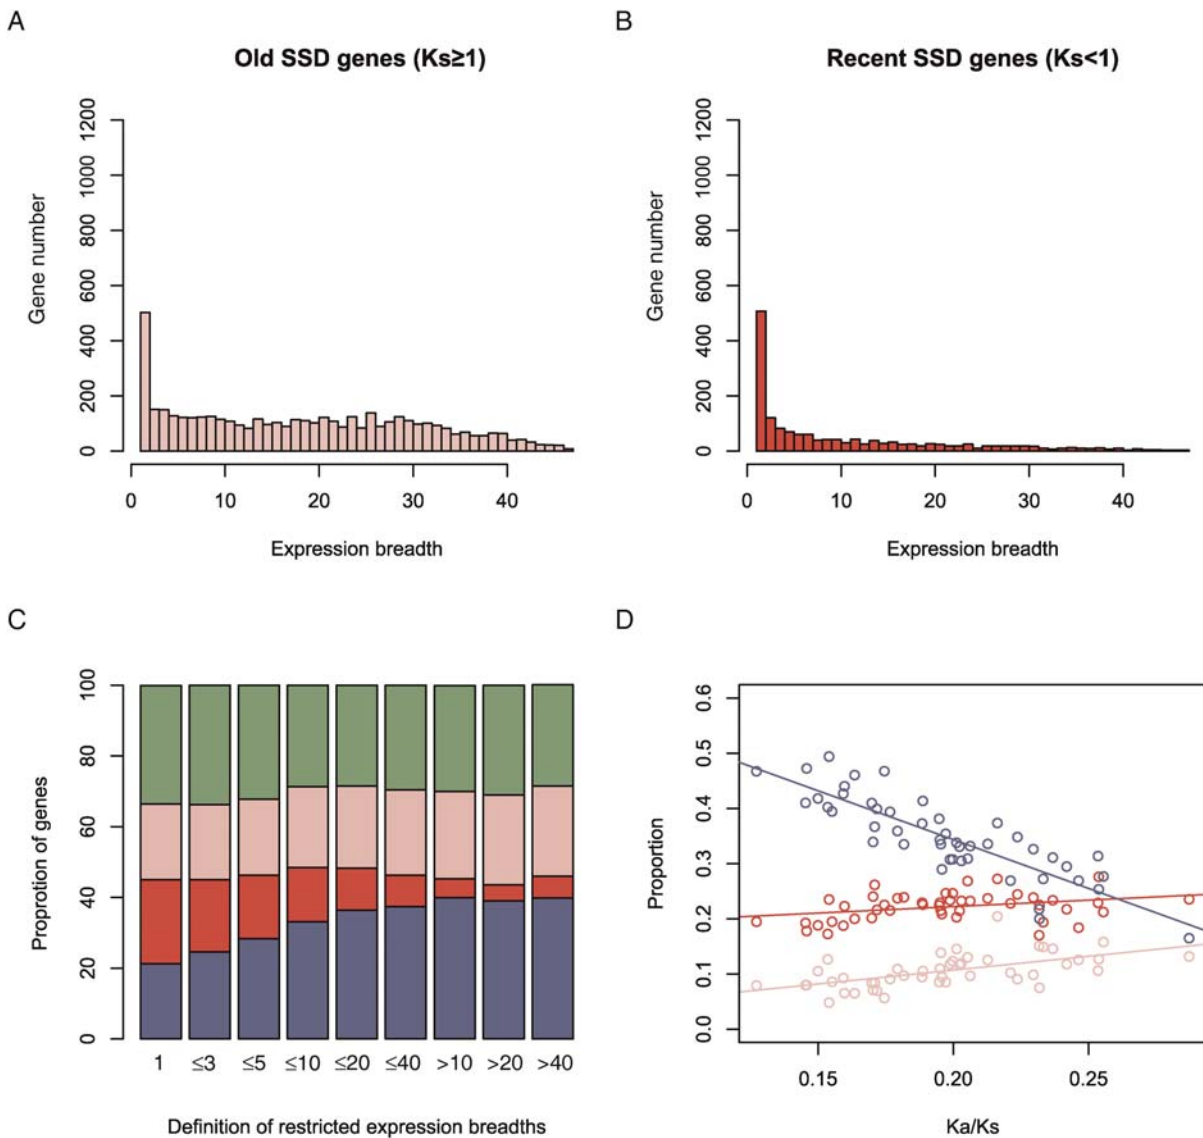 A
Old SSD genes (Ks≥1)
Gene number
0 200 400 600 800 1000 1200
0 10 20 30 40
Expression breadth
B
Recent SSD genes (Ks<1)
Gene number
0 200 400 600 800 1000 1200
0 10 20 30 40
Expression breadth
C
Poprotion of genes
0 20 40 60 80 100
1 ≤3 ≤5 ≤10 ≤20 ≤40 >10 >20 >40
Definition of restricted expression breadths
D
Proportion
0.0 0.1 0.2 0.3 0.4 0.5 0.6
0.15 0.20 0.25
Ka/Ks